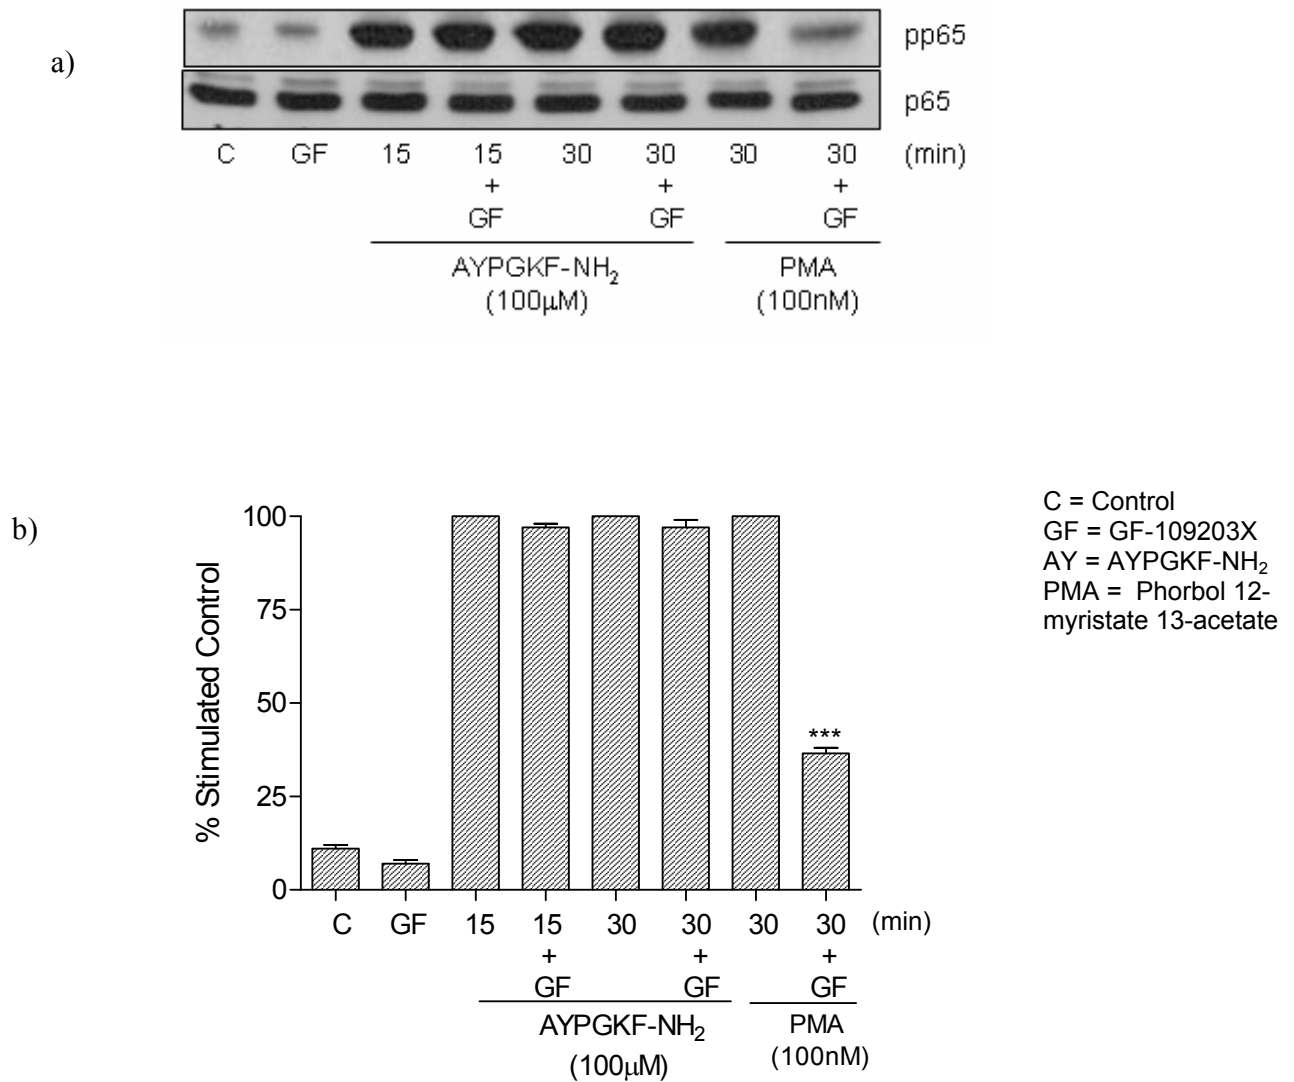 a)
pp65
p65
C GF 15 15 30 30 30 30 (min)
+ + +
GF GF GF
AYPGKF-NH₂ PMA
(100μM) (100nM)
b)
C = Control
GF = GF-109203X
AY = AYPGKF-NH₂
PMA = Phorbol 12-
myristate 13-acetate
% Stimulated Control
100
75
50
25
0
***
C GF 15 15 30 30 30 30 (min)
+ + +
GF GF GF
AYPGKF-NH₂ PMA
(100μM) (100nM)